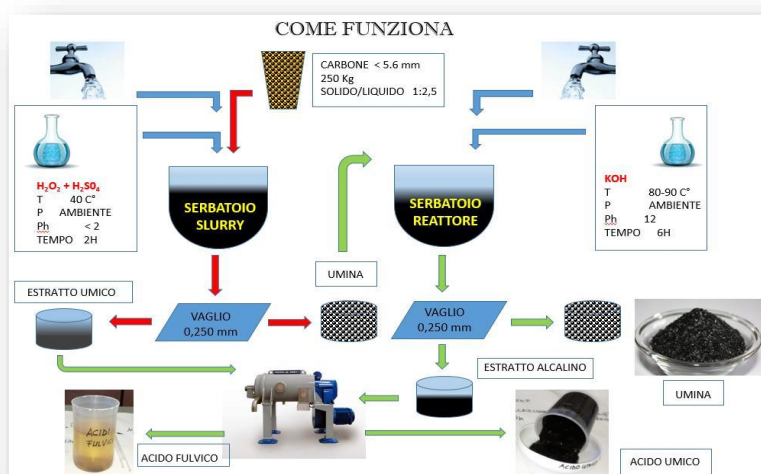 COME FUNZIONA
CARBONE < 5.6 mm
250 Kg
SOLIDO/LIQUIDO 1:2,5
H₂O₂ + H₂SO₄
T 40 C°
P AMBIENTE
Ph < 2
TEMPO 2H
SERBATOIO
SLURRY
SERBATOIO
REATTORE
KOH
T 80-90 C°
P AMBIENTE
Ph 12
TEMPO 6H
UMINA
ESTRATTO UMICO
VAGLIO
0,250 mm
VAGLIO
0,250 mm
ESTRATTO ALCALINO
UMINA
ACIDI
FULVICI
ACIDO FULVICO
ACIDO UMICO